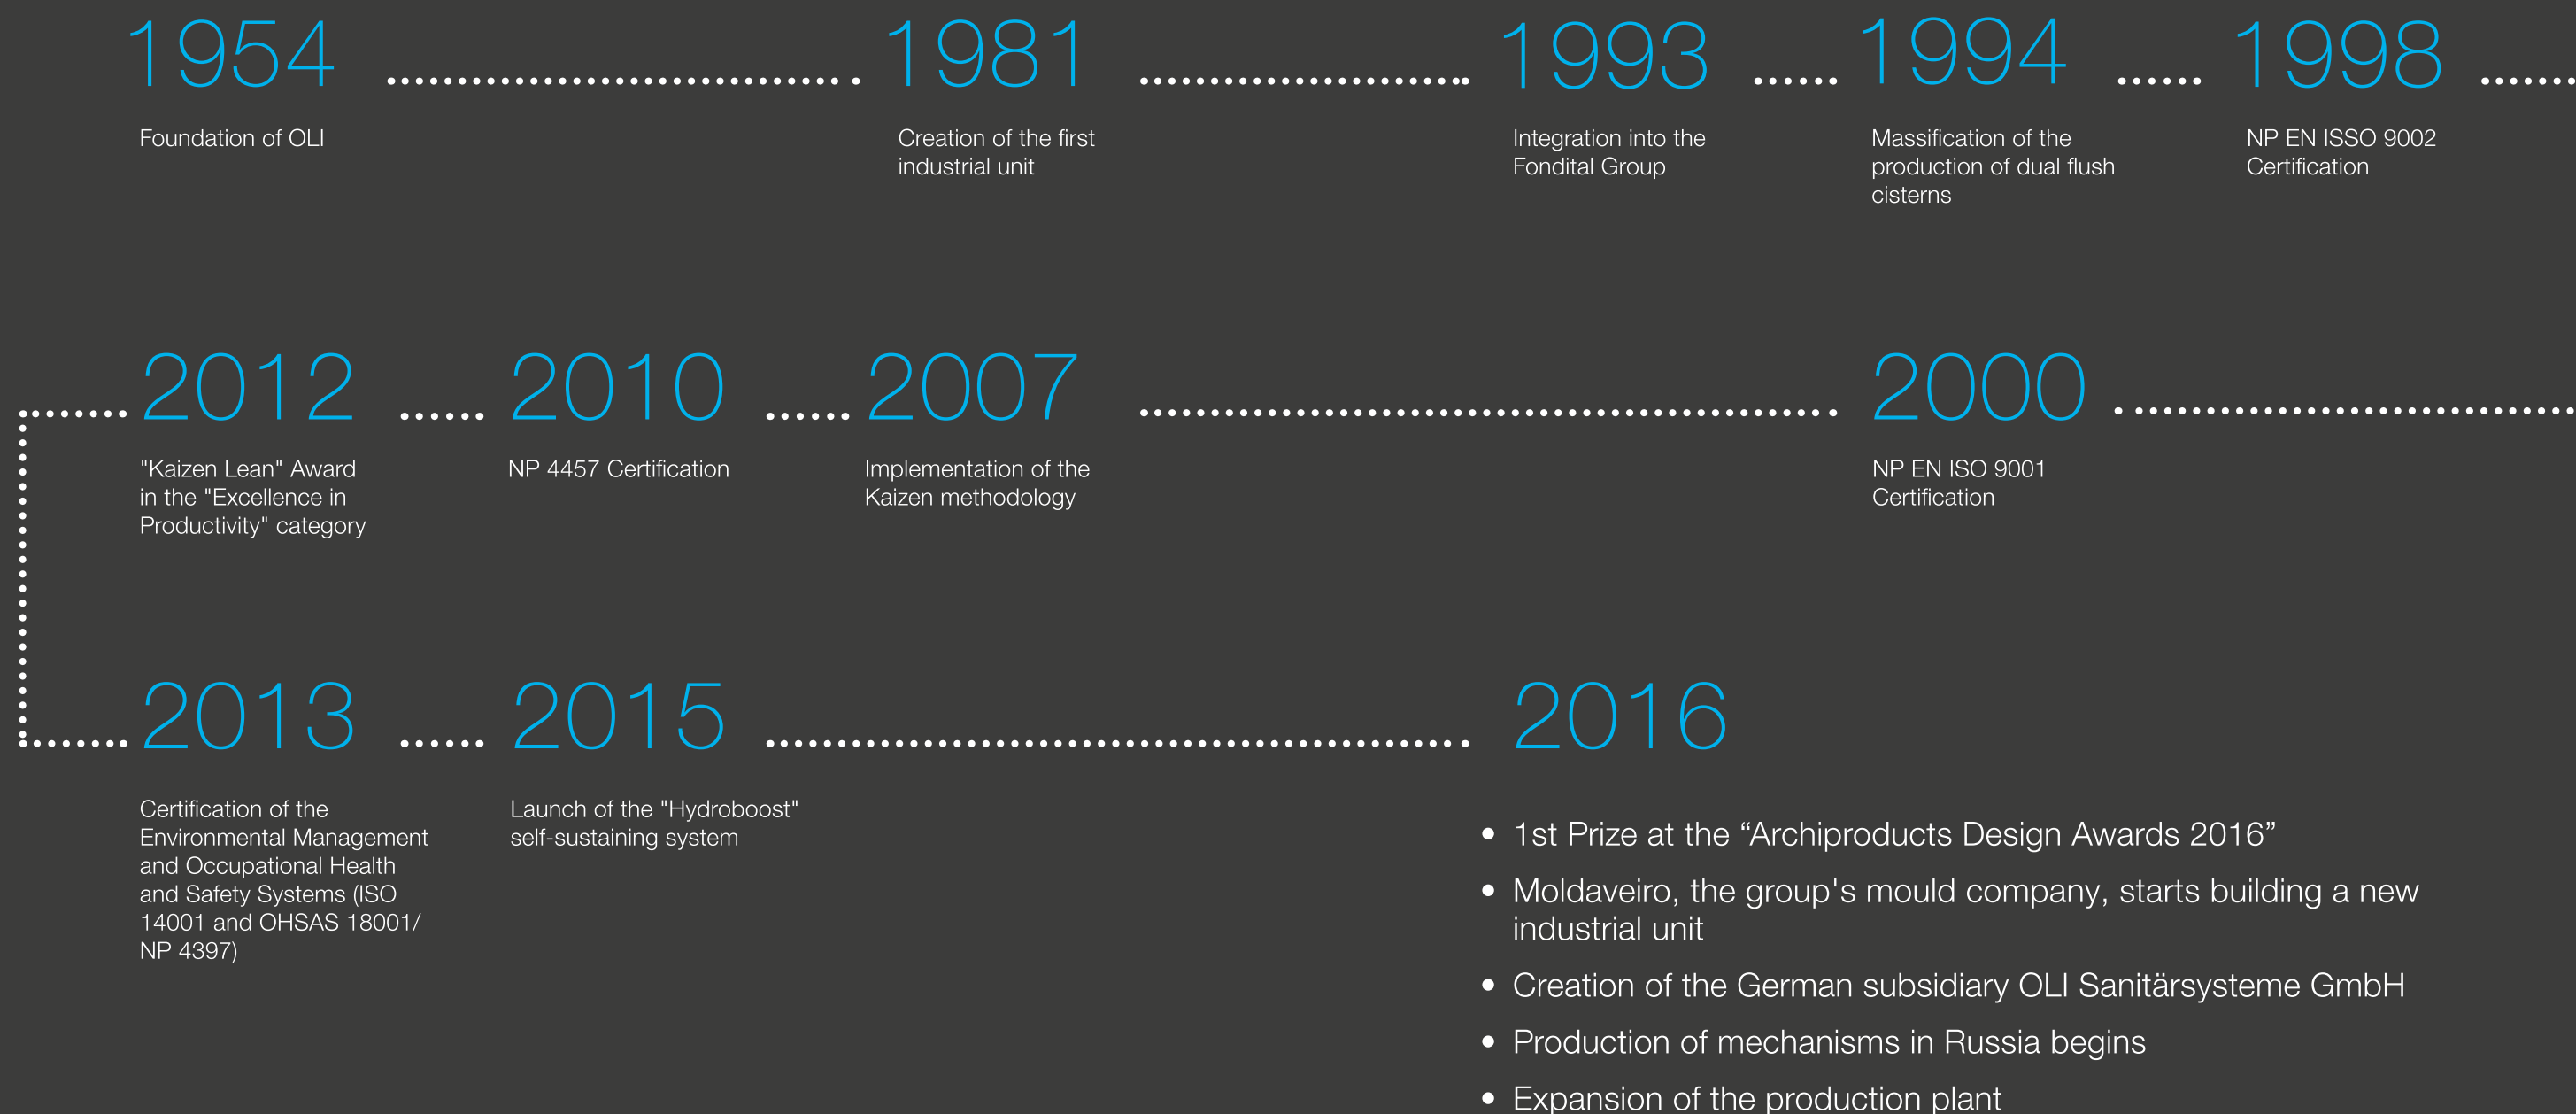 1954
Foundation of OLI
1981
Creation of the first
industrial unit
1993
Integration into the
Fondital Group
1994
Massification of the
production of dual flush
cisterns
1998
NP EN ISSO 9002
Certification
2012
"Kaizen Lean" Award
in the "Excellence in
Productivity" category
2010
NP 4457 Certification
2007
Implementation of the
Kaizen methodology
2000
NP EN ISO 9001
Certification
2013
Certification of the
Environmental Management
and Occupational Health
and Safety Systems (ISO
14001 and OHSAS 18001/
NP 4397)
2015
Launch of the "Hydroboost"
self-sustaining system
2016
• 1st Prize at the “Archiproducts Design Awards 2016”
• Moldaveiro, the group's mould company, starts building a new
industrial unit
• Creation of the German subsidiary OLI Sanitärsysteme GmbH
• Production of mechanisms in Russia begins
• Expansion of the production plant